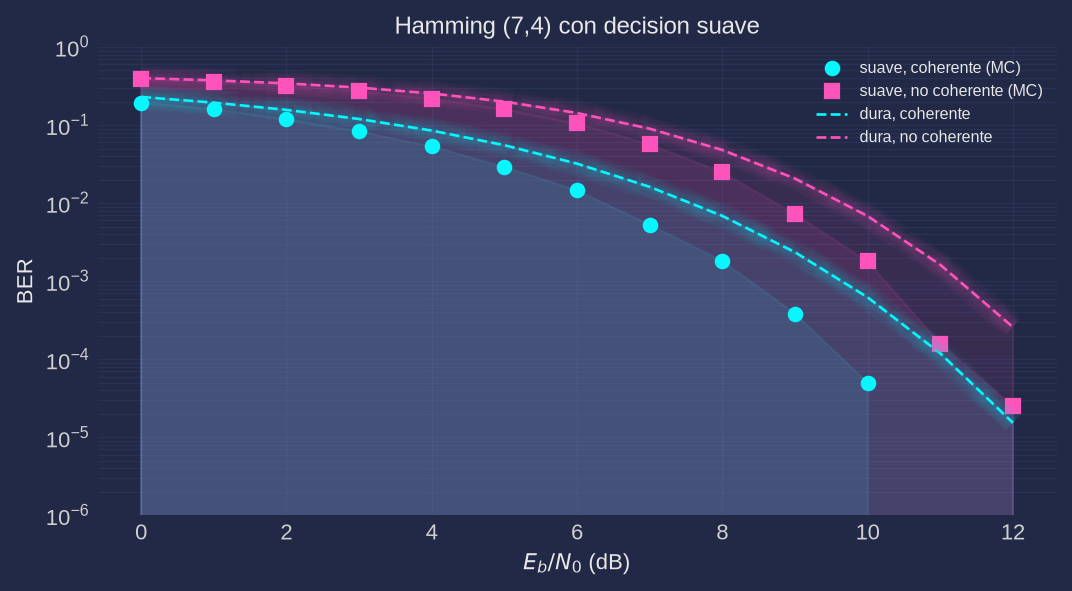 Hamming (7,4) con decision suave
10^0
10^−1
10^−2
10^−3
10^−4
10^−5
10^−6
BER
suave, coherente (MC)
suave, no coherente (MC)
dura, coherente
dura, no coherente
0 2 4 6 8 10 12
E_b/N_0 (dB)